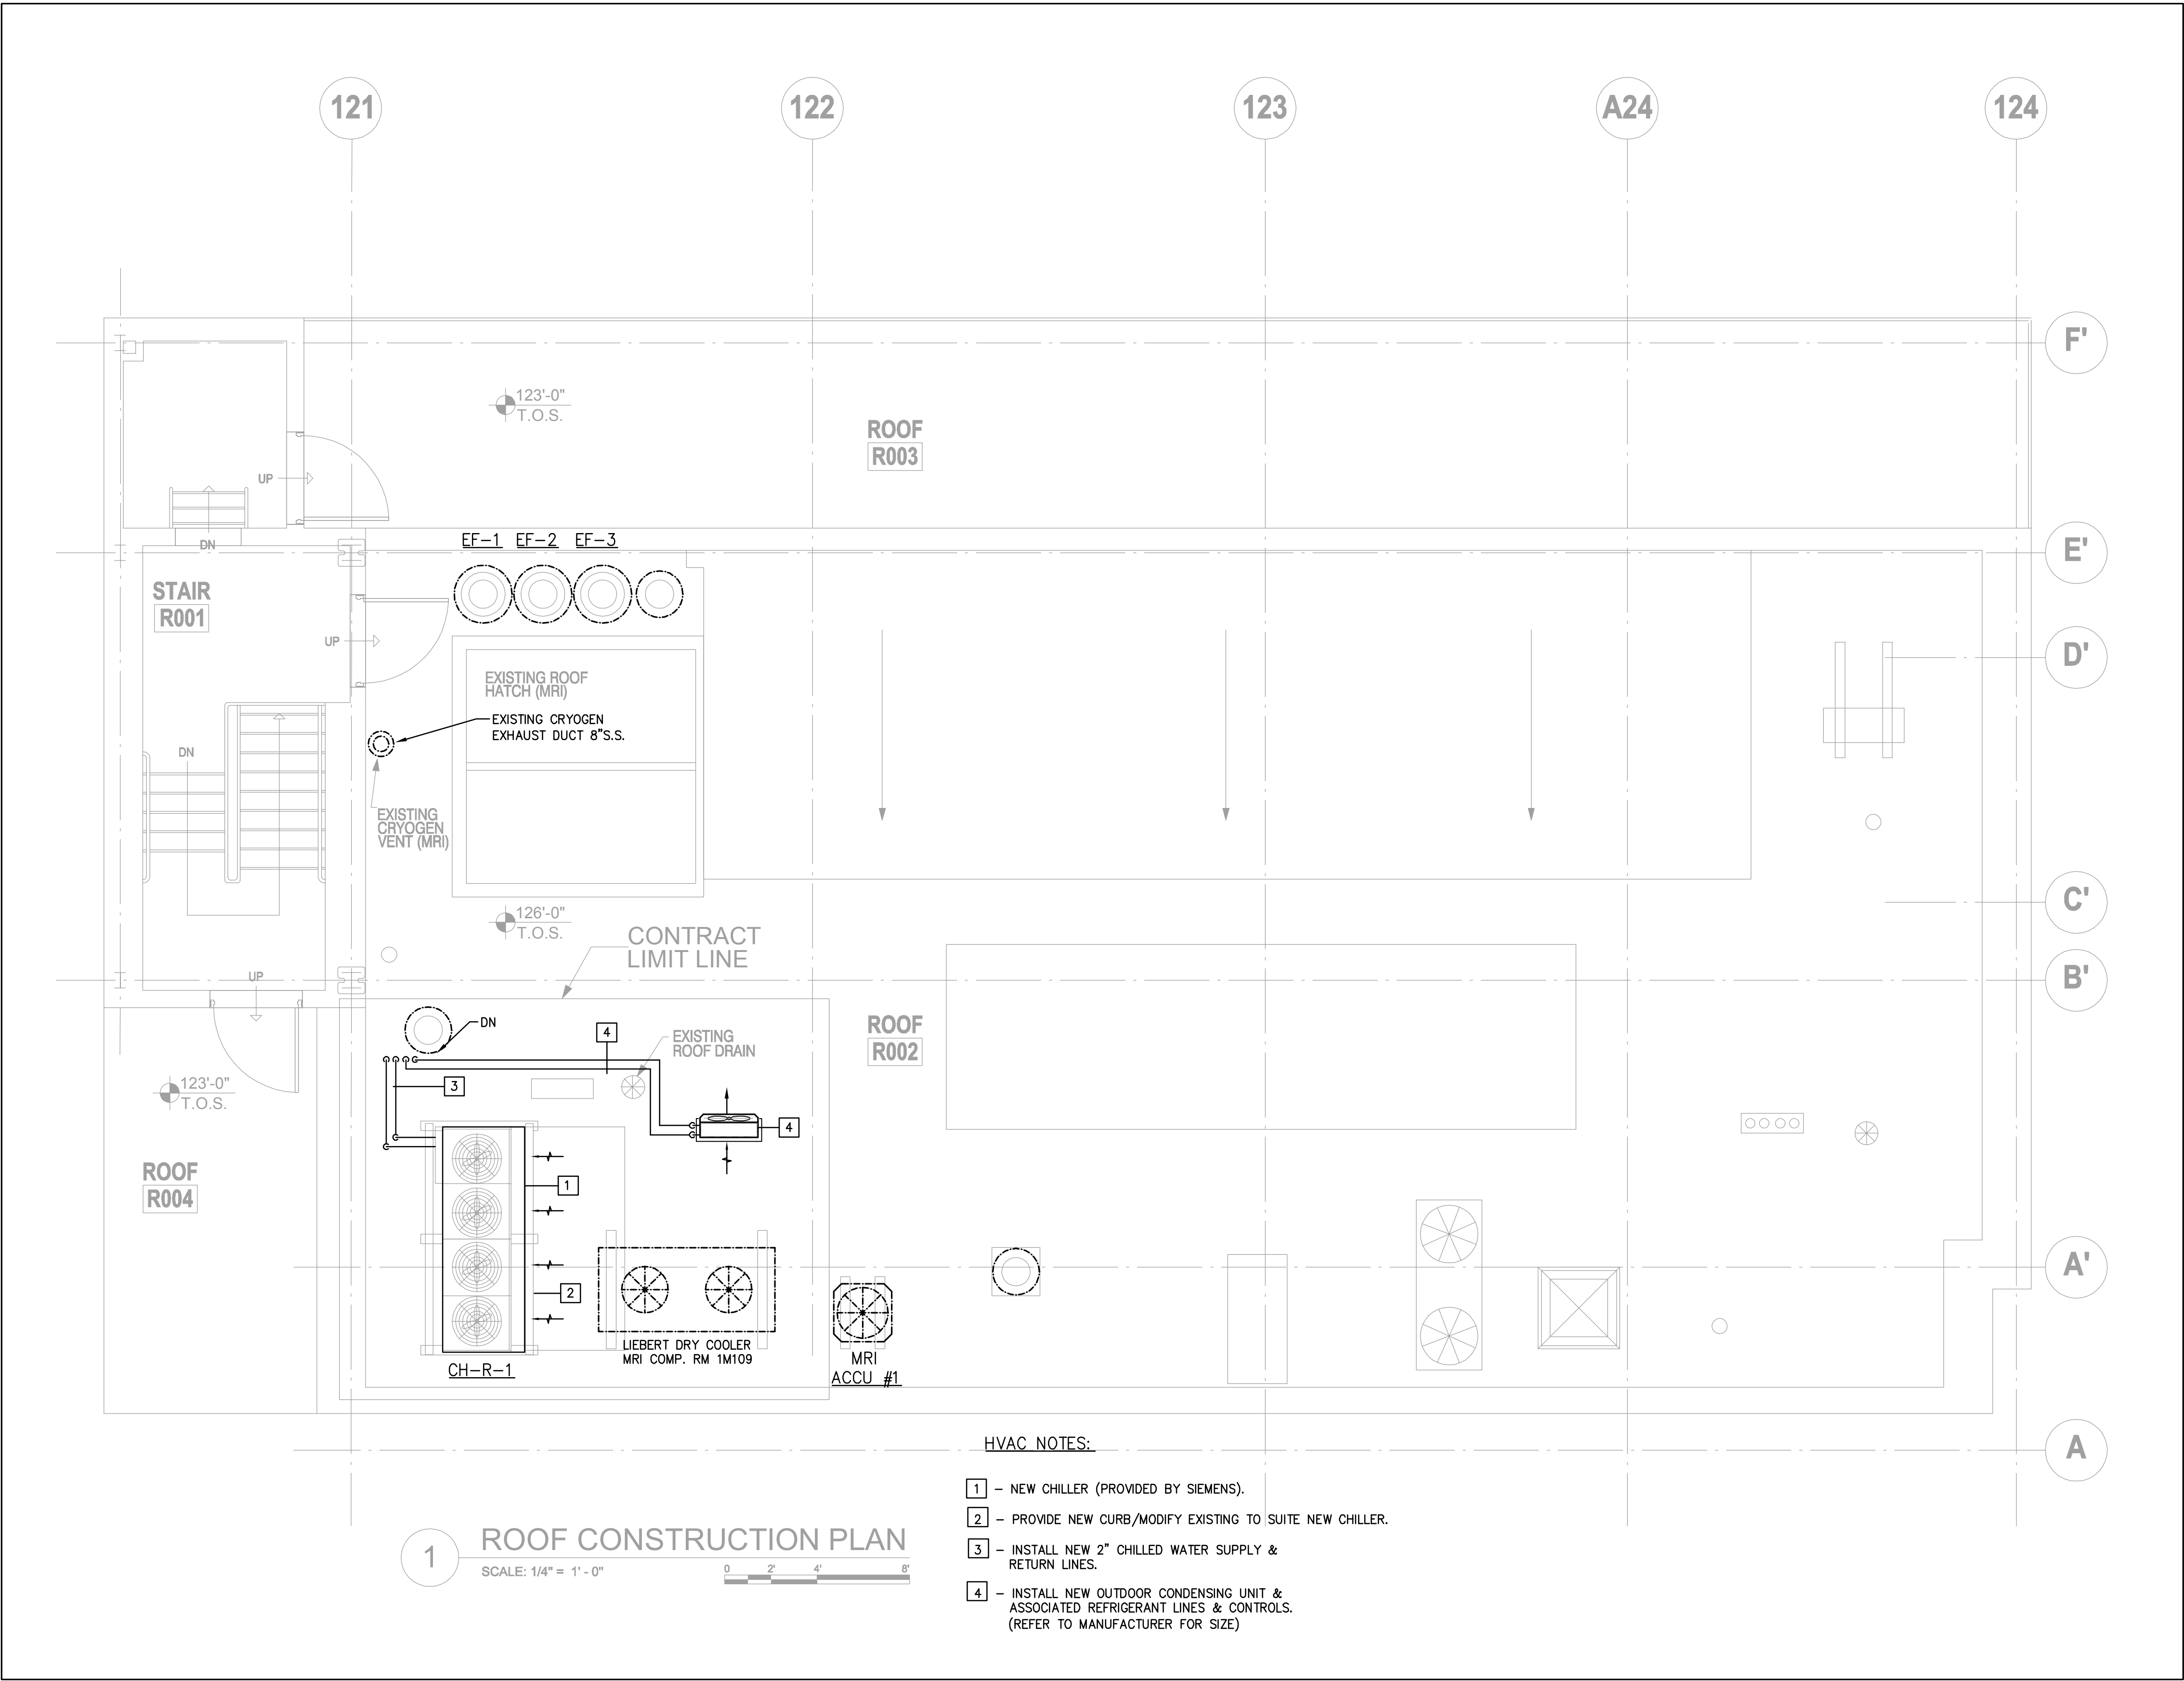 121
122
123
A24
124
F'
123'-0"
T.O.S.
ROOF
R003
UP
DN
EF-1 EF-2 EF-3
E'
STAIR
R001
UP
D'
EXISTING ROOF
HATCH (MRI)
EXISTING CRYOGEN
EXHAUST DUCT 8"S.S.
DN
EXISTING
CRYOGEN
VENT (MRI)
C'
126'-0"
T.O.S.
CONTRACT
LIMIT LINE
UP
B'
DN
4
EXISTING
ROOF DRAIN
ROOF
R002
123'-0"
T.O.S.
3
4
ROOF
R004
1
A'
2
LIEBERT DRY COOLER
MRI COMP. RM 1M109
CH-R-1
MRI
ACCU #1
A
HVAC NOTES:
1 - NEW CHILLER (PROVIDED BY SIEMENS).
2 - PROVIDE NEW CURB/MODIFY EXISTING TO SUITE NEW CHILLER.
3 - INSTALL NEW 2" CHILLED WATER SUPPLY &
RETURN LINES.
4 - INSTALL NEW OUTDOOR CONDENSING UNIT &
ASSOCIATED REFRIGERANT LINES & CONTROLS.
(REFER TO MANUFACTURER FOR SIZE)
1
ROOF CONSTRUCTION PLAN
SCALE: 1/4" = 1' - 0"
0 2' 4' 8'